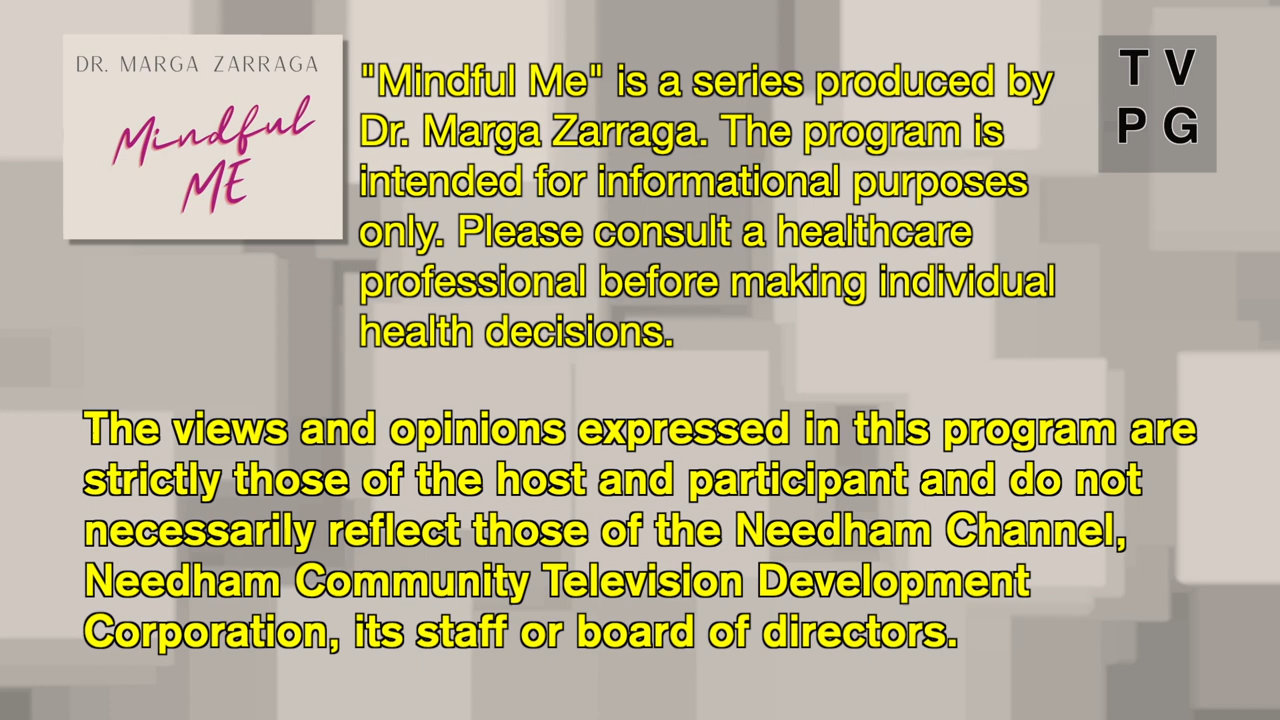 DR. MARGA ZARRAGA
Mindful
ME
"Mindful Me" is a series produced by
Dr. Marga Zarraga. The program is
intended for informational purposes
only. Please consult a healthcare
professional before making individual
health decisions.
TV
PG
The views and opinions expressed in this program are
strictly those of the host and participant and do not
necessarily reflect those of the Needham Channel,
Needham Community Television Development
Corporation, its staff or board of directors.